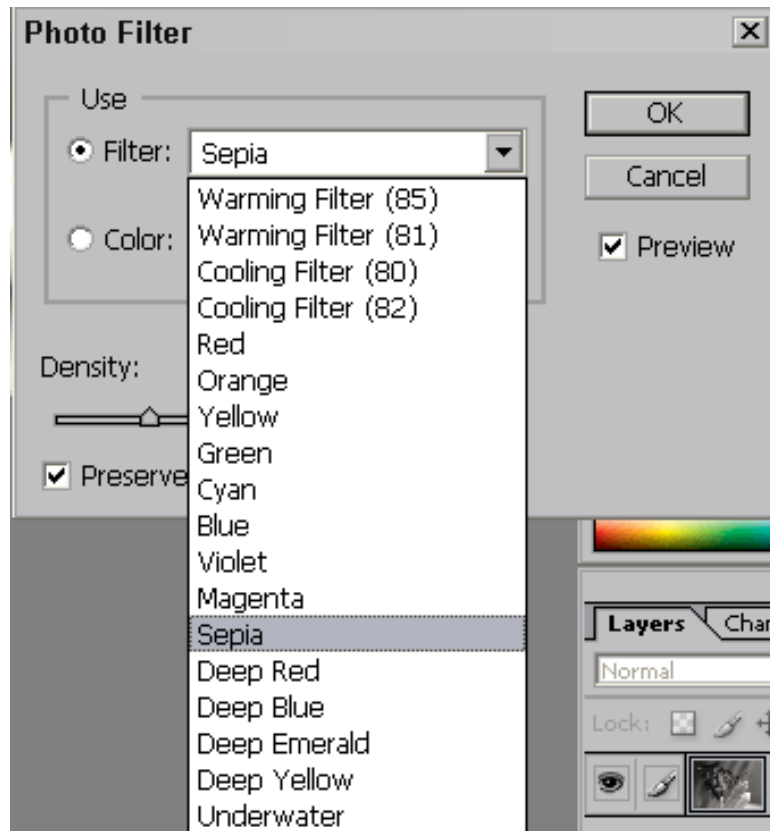 Photo Filter
Use
OK
Filter: Sepia
Cancel
Warming Filter (85)
Color: Warming Filter (81)
Preview
Cooling Filter (80)
Cooling Filter (82)
Red
Density:
Orange
Yellow
Green
Preserve
Cyan
Blue
Violet
Magenta
Sepia
Layers
Deep Red
Normal
Deep Blue
Lock:
Deep Emerald
Deep Yellow
Underwater